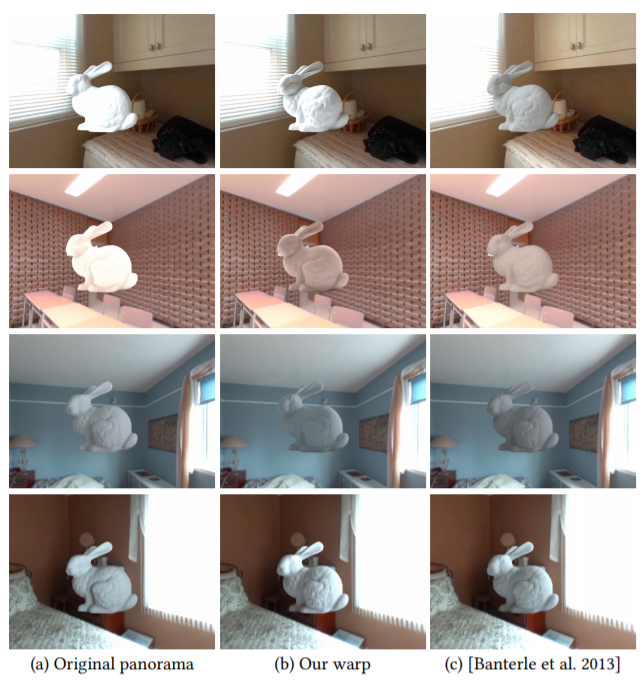 (a) Original panorama
(b) Our warp
(c) [Banterle et al. 2013]